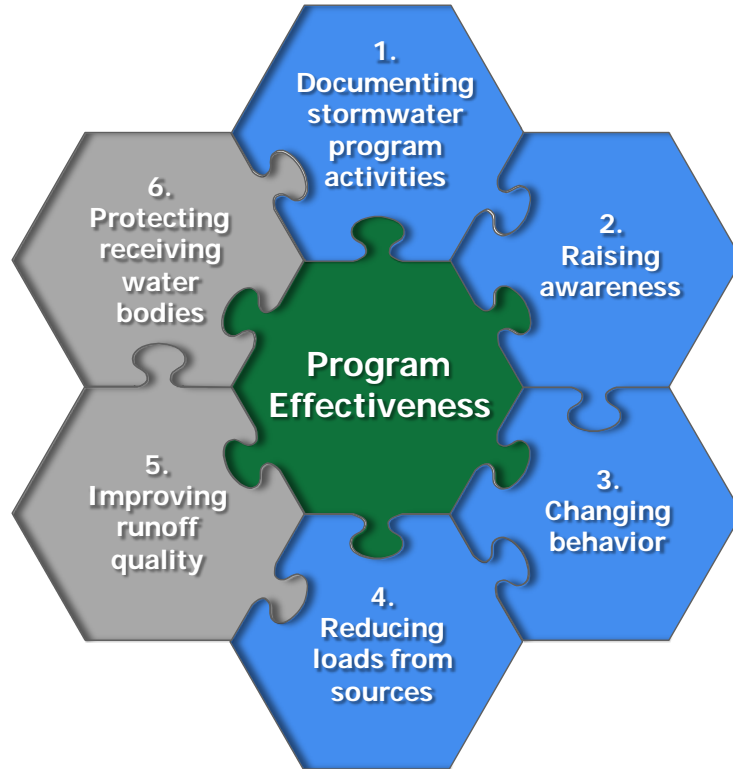 1.
Documenting
stormwater
program
activities
2.
Raising
awareness
3.
Changing
behavior
4.
Reducing
loads from
sources
5.
Improving
runoff
quality
6.
Protecting
receiving
water
bodies
Program
Effectiveness